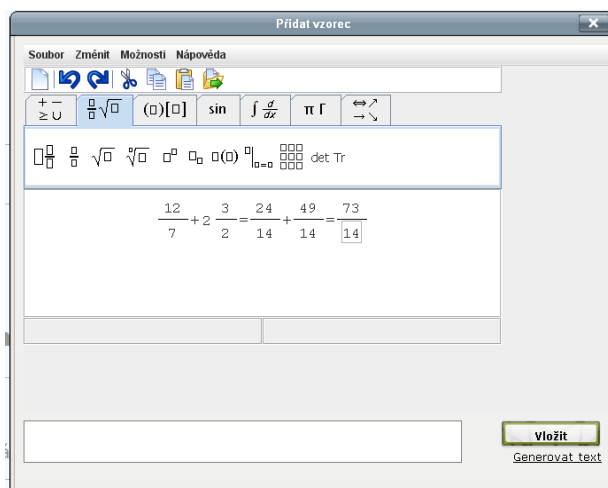 Přidat vzorec
Soubor Změnit Možnosti Nápověda
+ − ≥ ∪ √ ( ) [ ] sin ∫ d/dx π Γ ⇔ ↗ → ↘
√ √ ( ) det Tr
12/7 + 2 3/2 = 24/14 + 49/14 = 73/14
Vložit
Generovat text